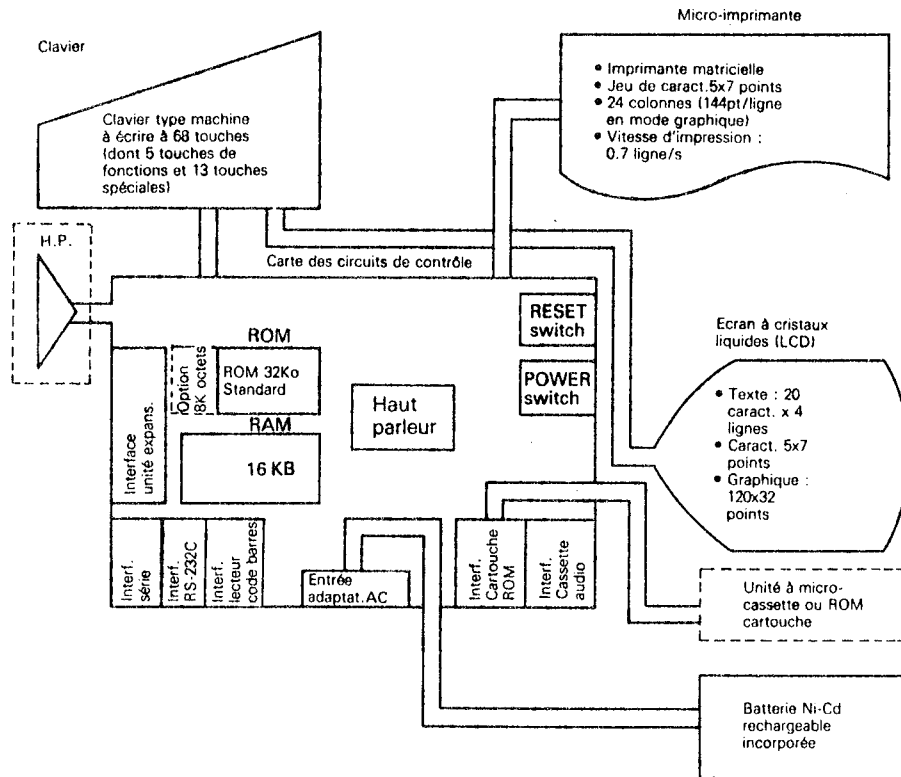 Micro-imprimante
Clavier
• Imprimante matricielle
• Jeu de caract.5x7 points
• 24 colonnes (144pt/ligne
en mode graphique)
• Vitesse d'impression :
0.7 ligne/s
Clavier type machine
à écrire à 68 touches
(dont 5 touches de
fonctions et 13 touches
spéciales)
H.P.
Carte des circuits de contrôle
RESET
switch
POWER
switch
ROM
Option
8K octets
ROM 32Ko
Standard
RAM
16 KB
Haut
parleur
Interface
unité expans.
Ecran à cristaux
liquides (LCD)
• Texte : 20
caract. x 4
lignes
• Caract. 5x7
points
• Graphique :
120x32
points
Interf.
série
Interf.
RS-232C
Interf.
lecteur
code barres
Entrée
adaptat.AC
Interf.
Cartouche
ROM
Interf.
Cassette
audio
Unité à micro-
cassette ou ROM
cartouche
Batterie Ni-Cd
rechargeable
incorporée